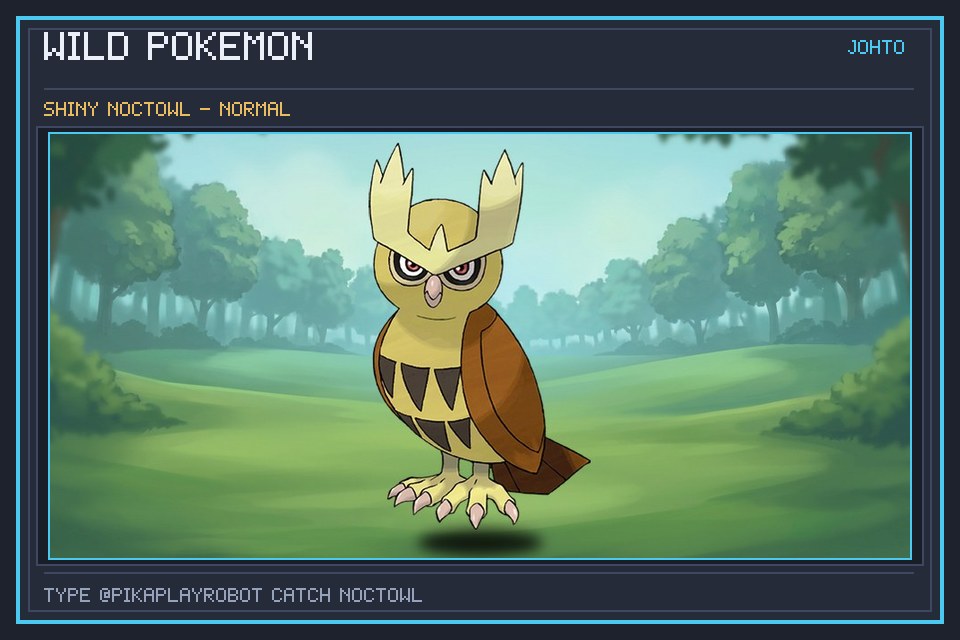 WILD POKEMON
JOHTO
SHINY NOCTOWL - NORMAL
TYPE @PIKAPLAYROBOT CATCH NOCTOWL